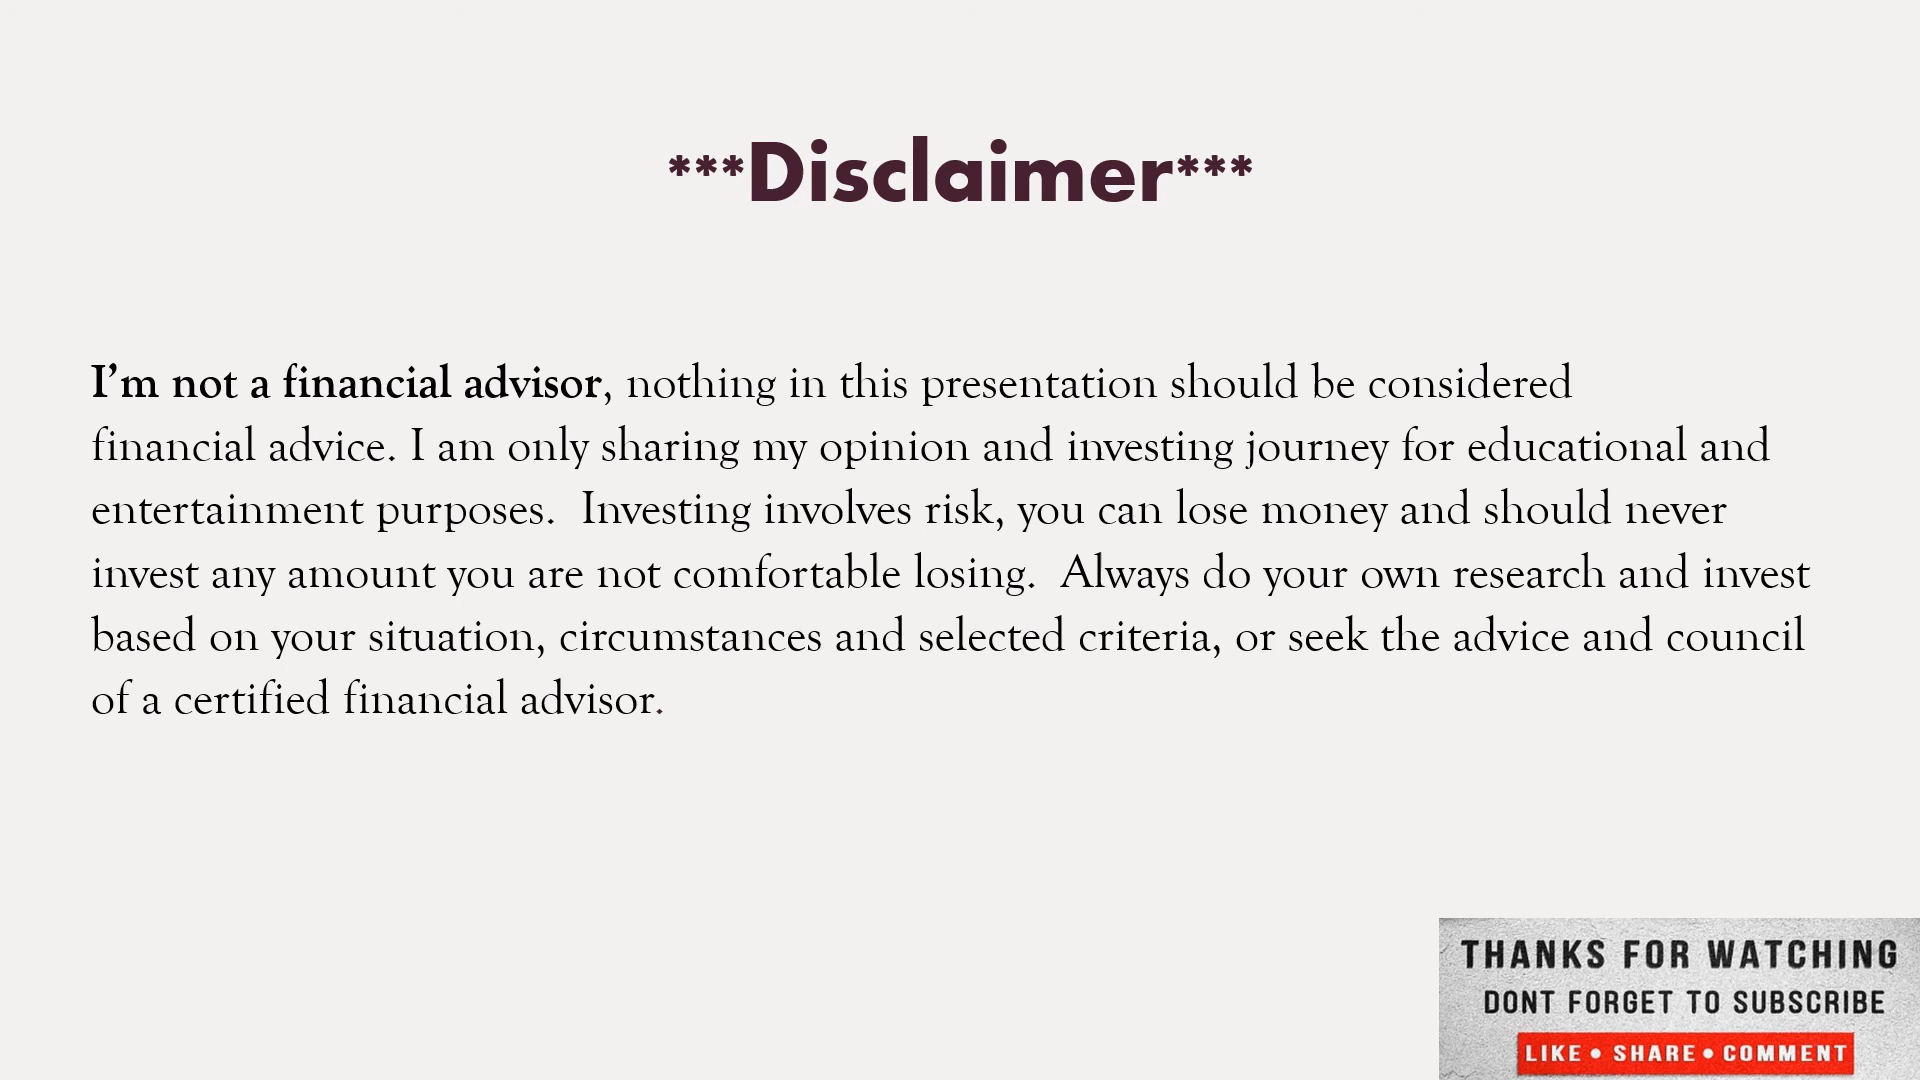 ***Disclaimer***
I’m not a financial advisor, nothing in this presentation should be considered
financial advice. I am only sharing my opinion and investing journey for educational and
entertainment purposes.  Investing involves risk, you can lose money and should never
invest any amount you are not comfortable losing.  Always do your own research and invest
based on your situation, circumstances and selected criteria, or seek the advice and council
of a certified financial advisor.
THANKS FOR WATCHING
DONT FORGET TO SUBSCRIBE
LIKE • SHARE • COMMENT